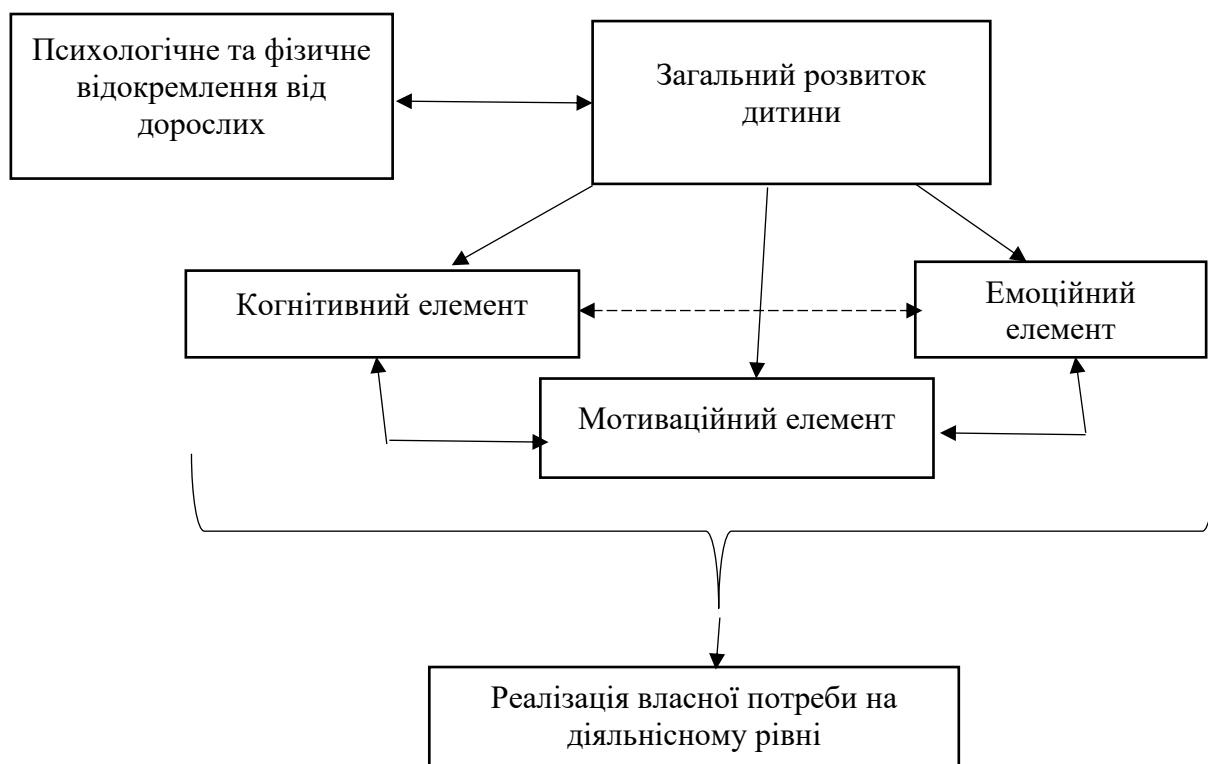 Психологічне та фізичне
відокремлення від
дорослих
Загальний розвиток
дитини
Когнітивний елемент
Емоційний
елемент
Мотиваційний елемент
Реалізація власної потреби на
діяльнісному рівні